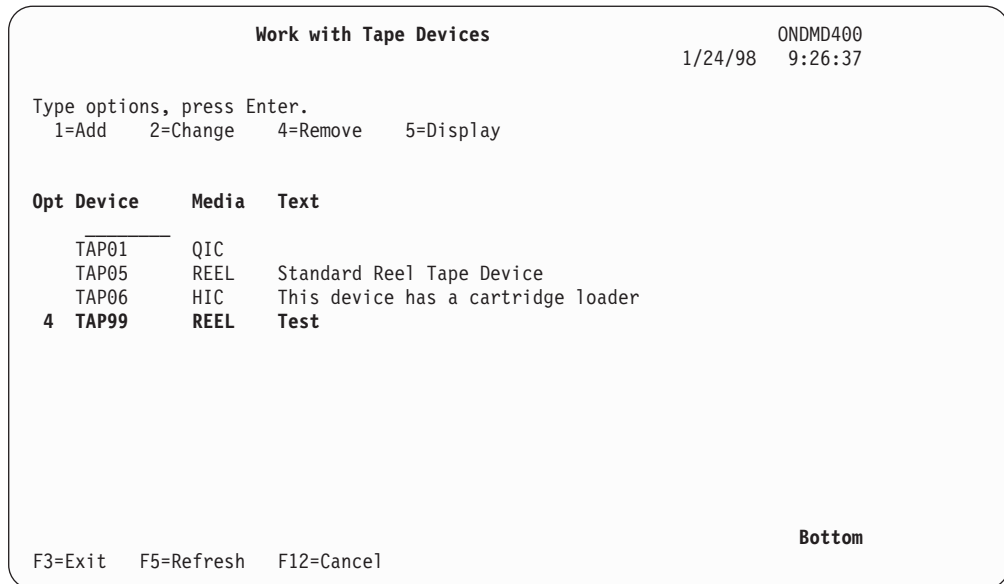 Work with Tape Devices ONDMD400
1/24/98 9:26:37
Type options, press Enter.
1=Add 2=Change 4=Remove 5=Display
Opt Device Media Text
________
TAP01 QIC
TAP05 REEL Standard Reel Tape Device
TAP06 HIC This device has a cartridge loader
4 TAP99 REEL Test
Bottom
F3=Exit F5=Refresh F12=Cancel